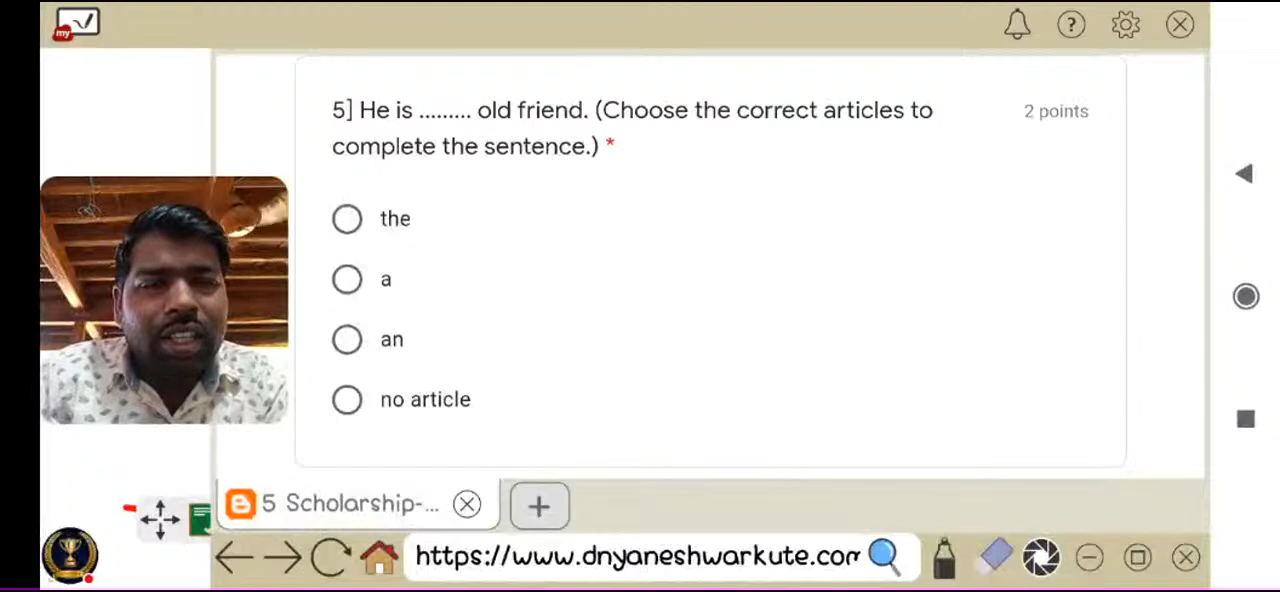 my
5] He is ......... old friend. (Choose the correct articles to
2 points
complete the sentence.) *
the
a
an
no article
5 Scholarship-...
https://www.dnyaneshwarkute.com